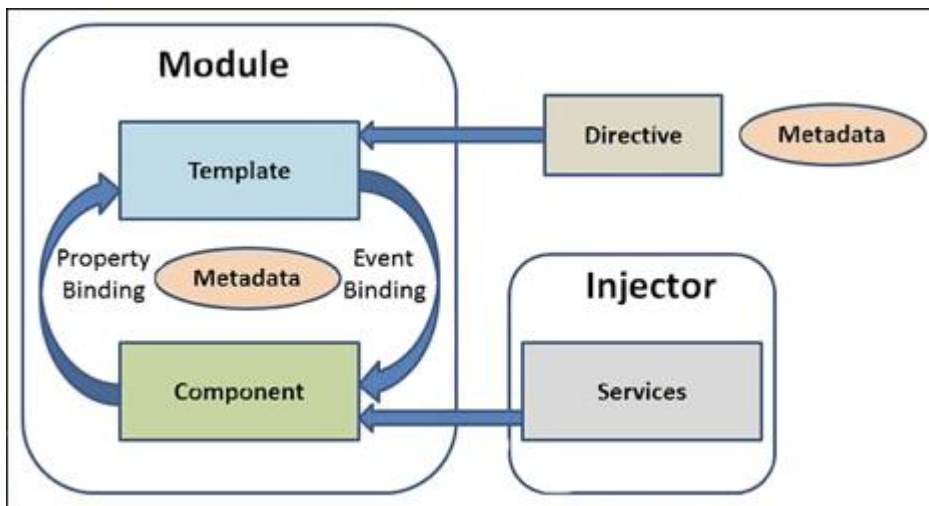 Module
Template
Directive
Metadata
Property
Binding
Metadata
Event
Binding
Injector
Component
Services